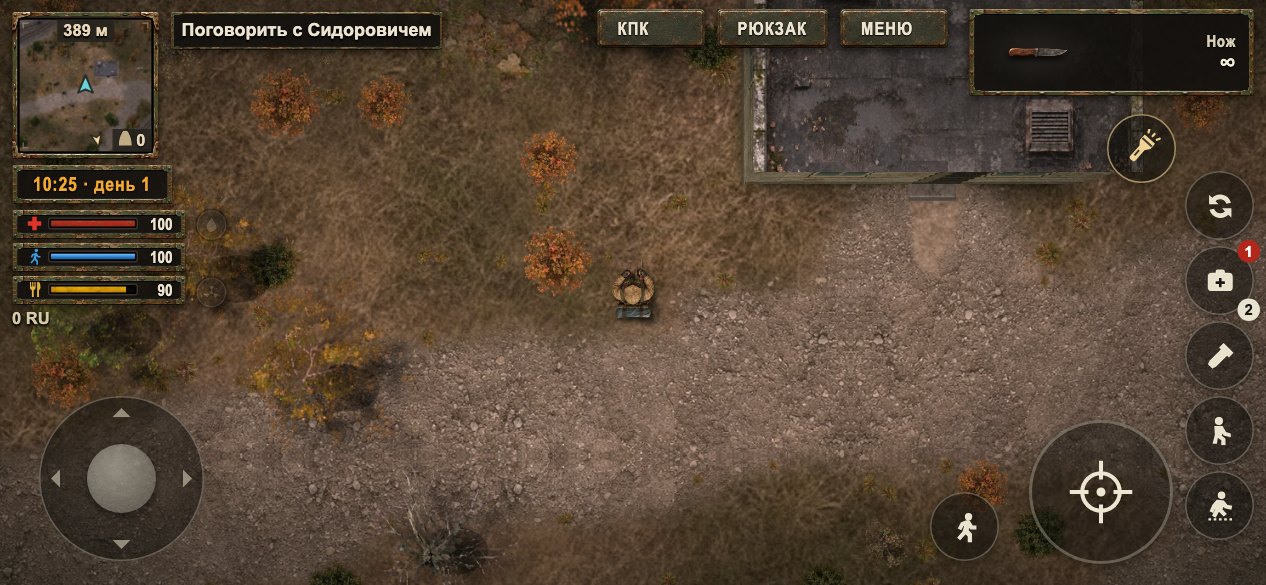 389 м
Поговорить с Сидоровичем
КПК
РЮКЗАК
МЕНЮ
Нож
∞
0
10:25 · день 1
100
100
90
0 RU
1
2